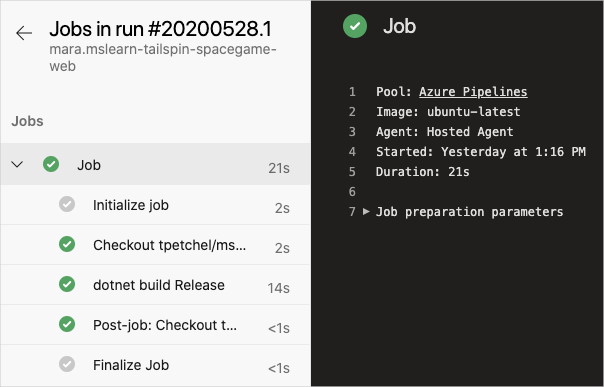 Jobs in run #20200528.1
mara.mslearn-tailspin-spacegame-
web
Jobs
Job 21s
Initialize job 2s
Checkout tpetchel/ms... 2s
dotnet build Release 14s
Post-job: Checkout t... <1s
Finalize Job <1s
Job
1 Pool: Azure Pipelines
2 Image: ubuntu-latest
3 Agent: Hosted Agent
4 Started: Yesterday at 1:16 PM
5 Duration: 21s
6
7 Job preparation parameters